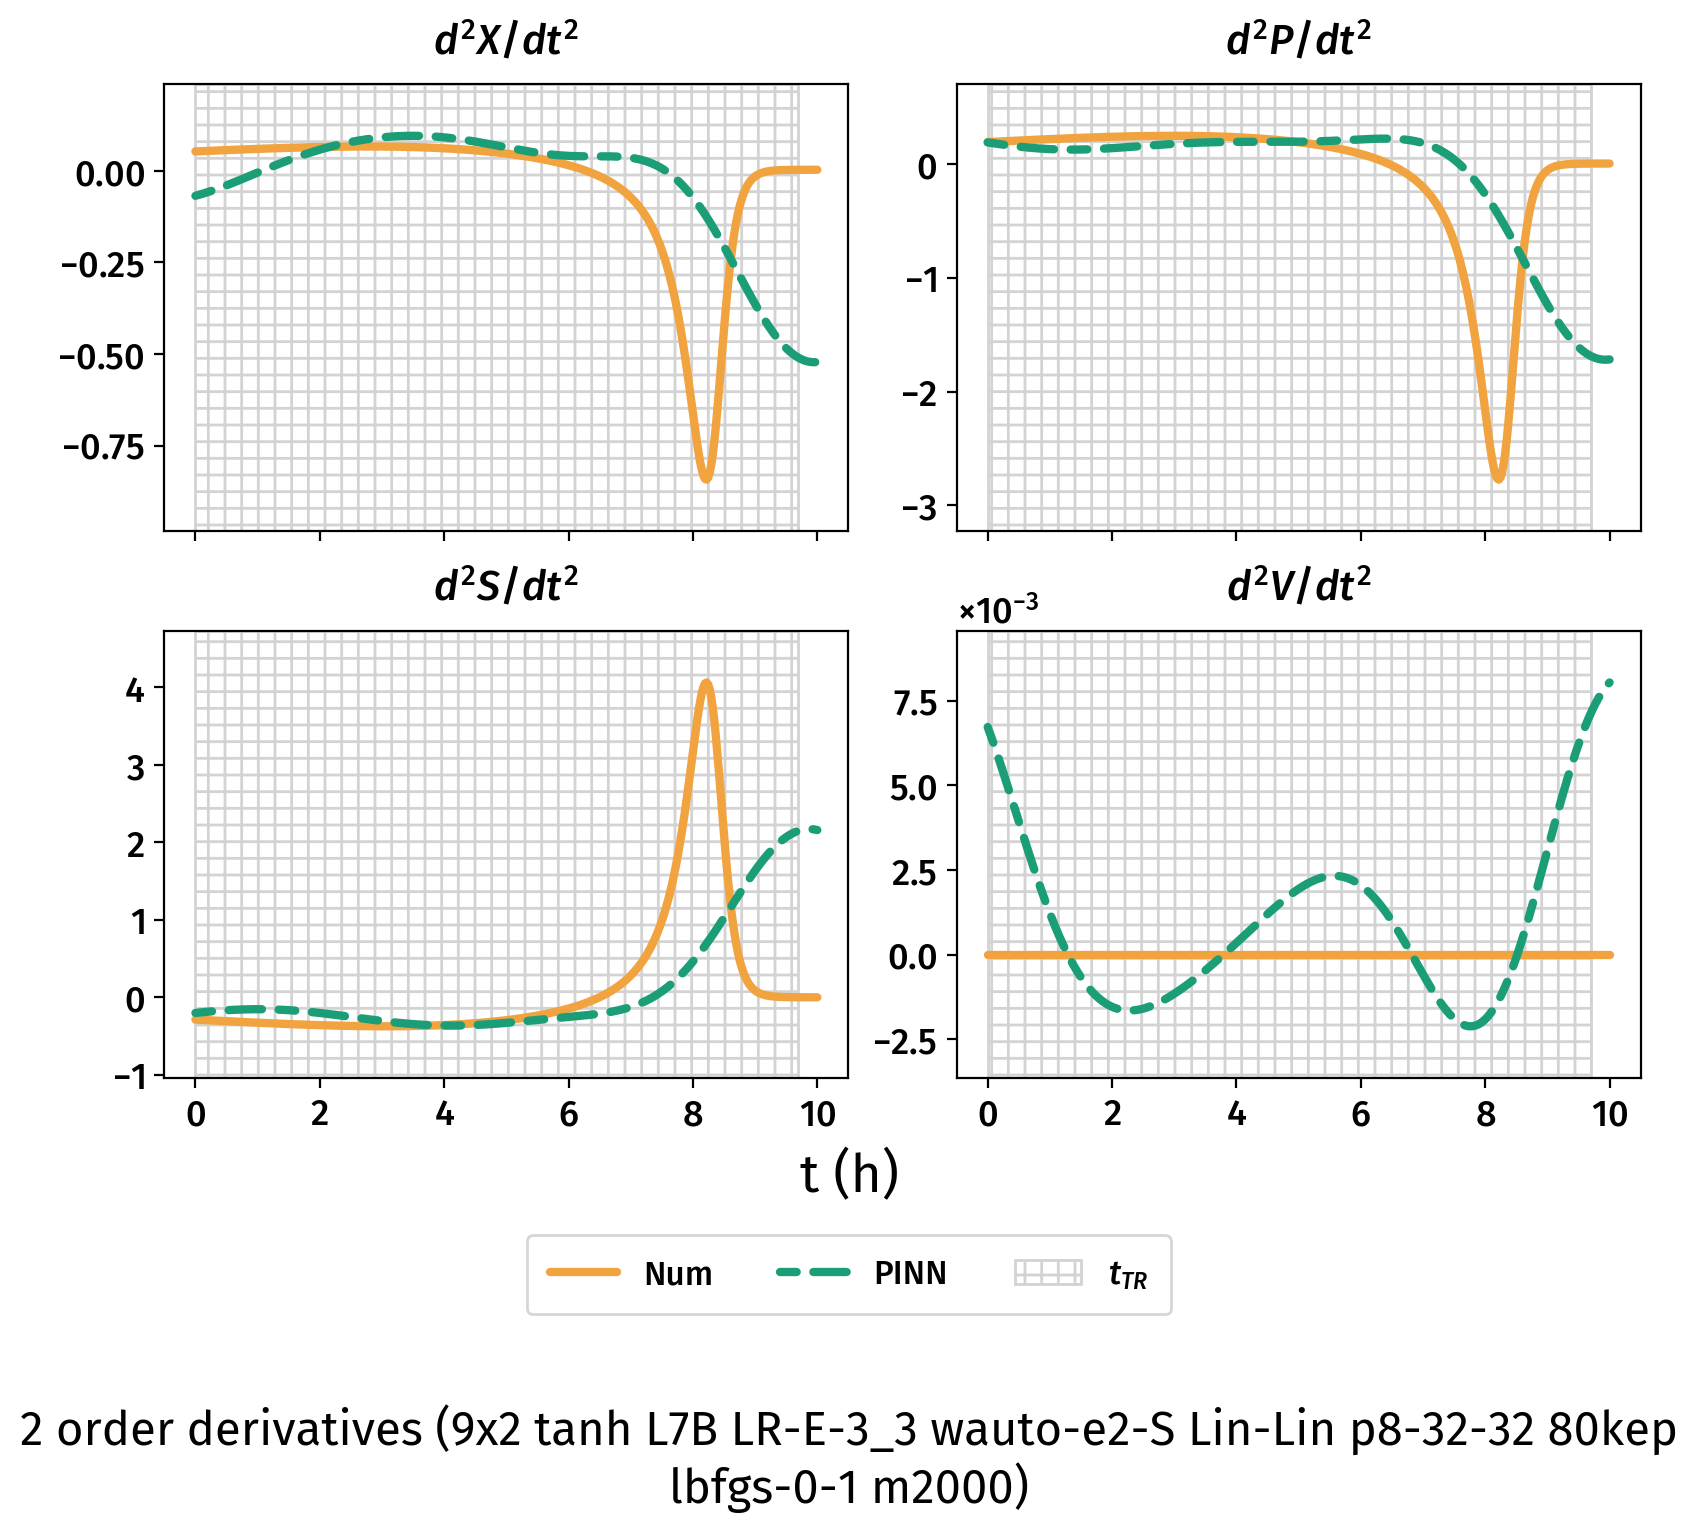 d²X/dt²
d²P/dt²
0.00
−0.25
−0.50
−0.75
0
−1
−2
−3
d²S/dt²
d²V/dt²
×10⁻³
4
3
2
1
0
−1
7.5
5.0
2.5
0.0
−2.5
0 2 4 6 8 10
0 2 4 6 8 10
t (h)
Num PINN t_TR
2 order derivatives (9x2 tanh L7B LR-E-3_3 wauto-e2-S Lin-Lin p8-32-32 80kep
lbfgs-0-1 m2000)